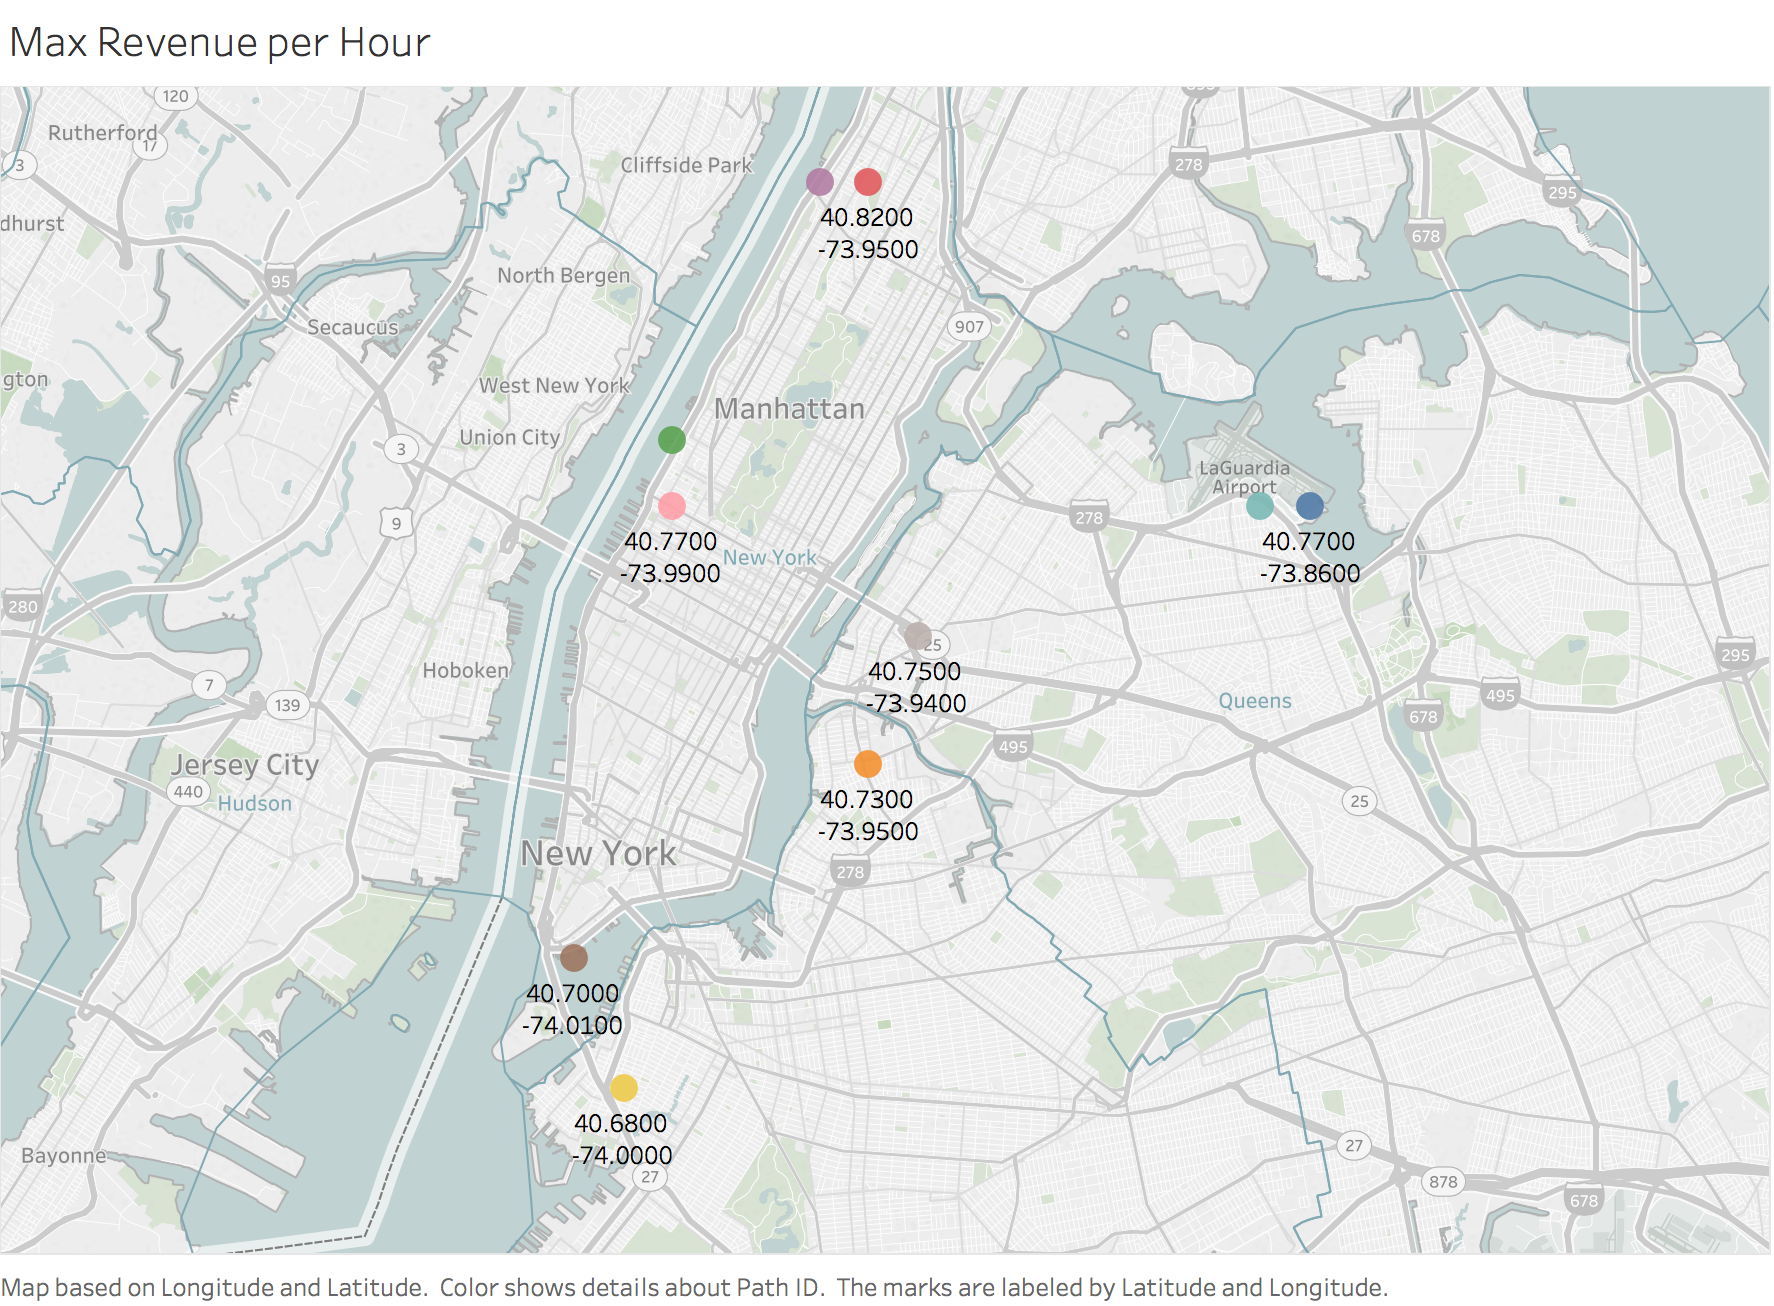 Max Revenue per Hour
120
Rutherford
17
3
Cliffside Park
278
295
dhurst
40.8200
-73.9500
678
North Bergen
95
Secaucus
907
gton
West New York
Manhattan
Union City
3
LaGuardia
Airport
9
278
40.7700
-73.9900
New York
40.7700
-73.8600
280
25
295
Hoboken
40.7500
-73.9400
7
139
495
Queens
678
495
Jersey City
440
Hudson
40.7300
-73.9500
25
New York
278
40.7000
-74.0100
40.6800
-74.0000
Bayonne
27
27
878
678
Map based on Longitude and Latitude.  Color shows details about Path ID.  The marks are labeled by Latitude and Longitude.